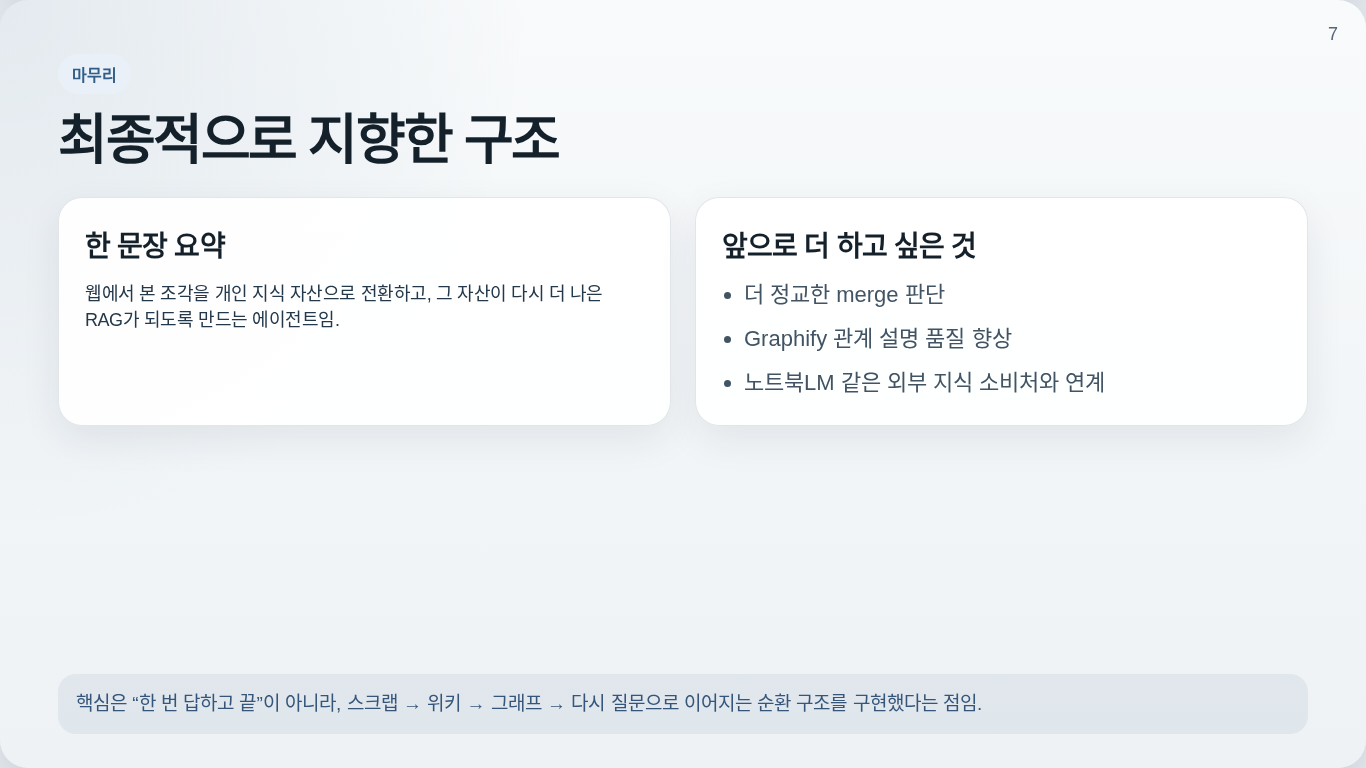 7
마무리
최종적으로 지향한 구조
한 문장 요약
웹에서 본 조각을 개인 지식 자산으로 전환하고, 그 자산이 다시 더 나은
RAG가 되도록 만드는 에이전트임.
앞으로 더 하고 싶은 것
• 더 정교한 merge 판단
• Graphify 관계 설명 품질 향상
• 노트북LM 같은 외부 지식 소비처와 연계
핵심은 “한 번 답하고 끝”이 아니라, 스크랩 → 위키 → 그래프 → 다시 질문으로 이어지는 순환 구조를 구현했다는 점임.